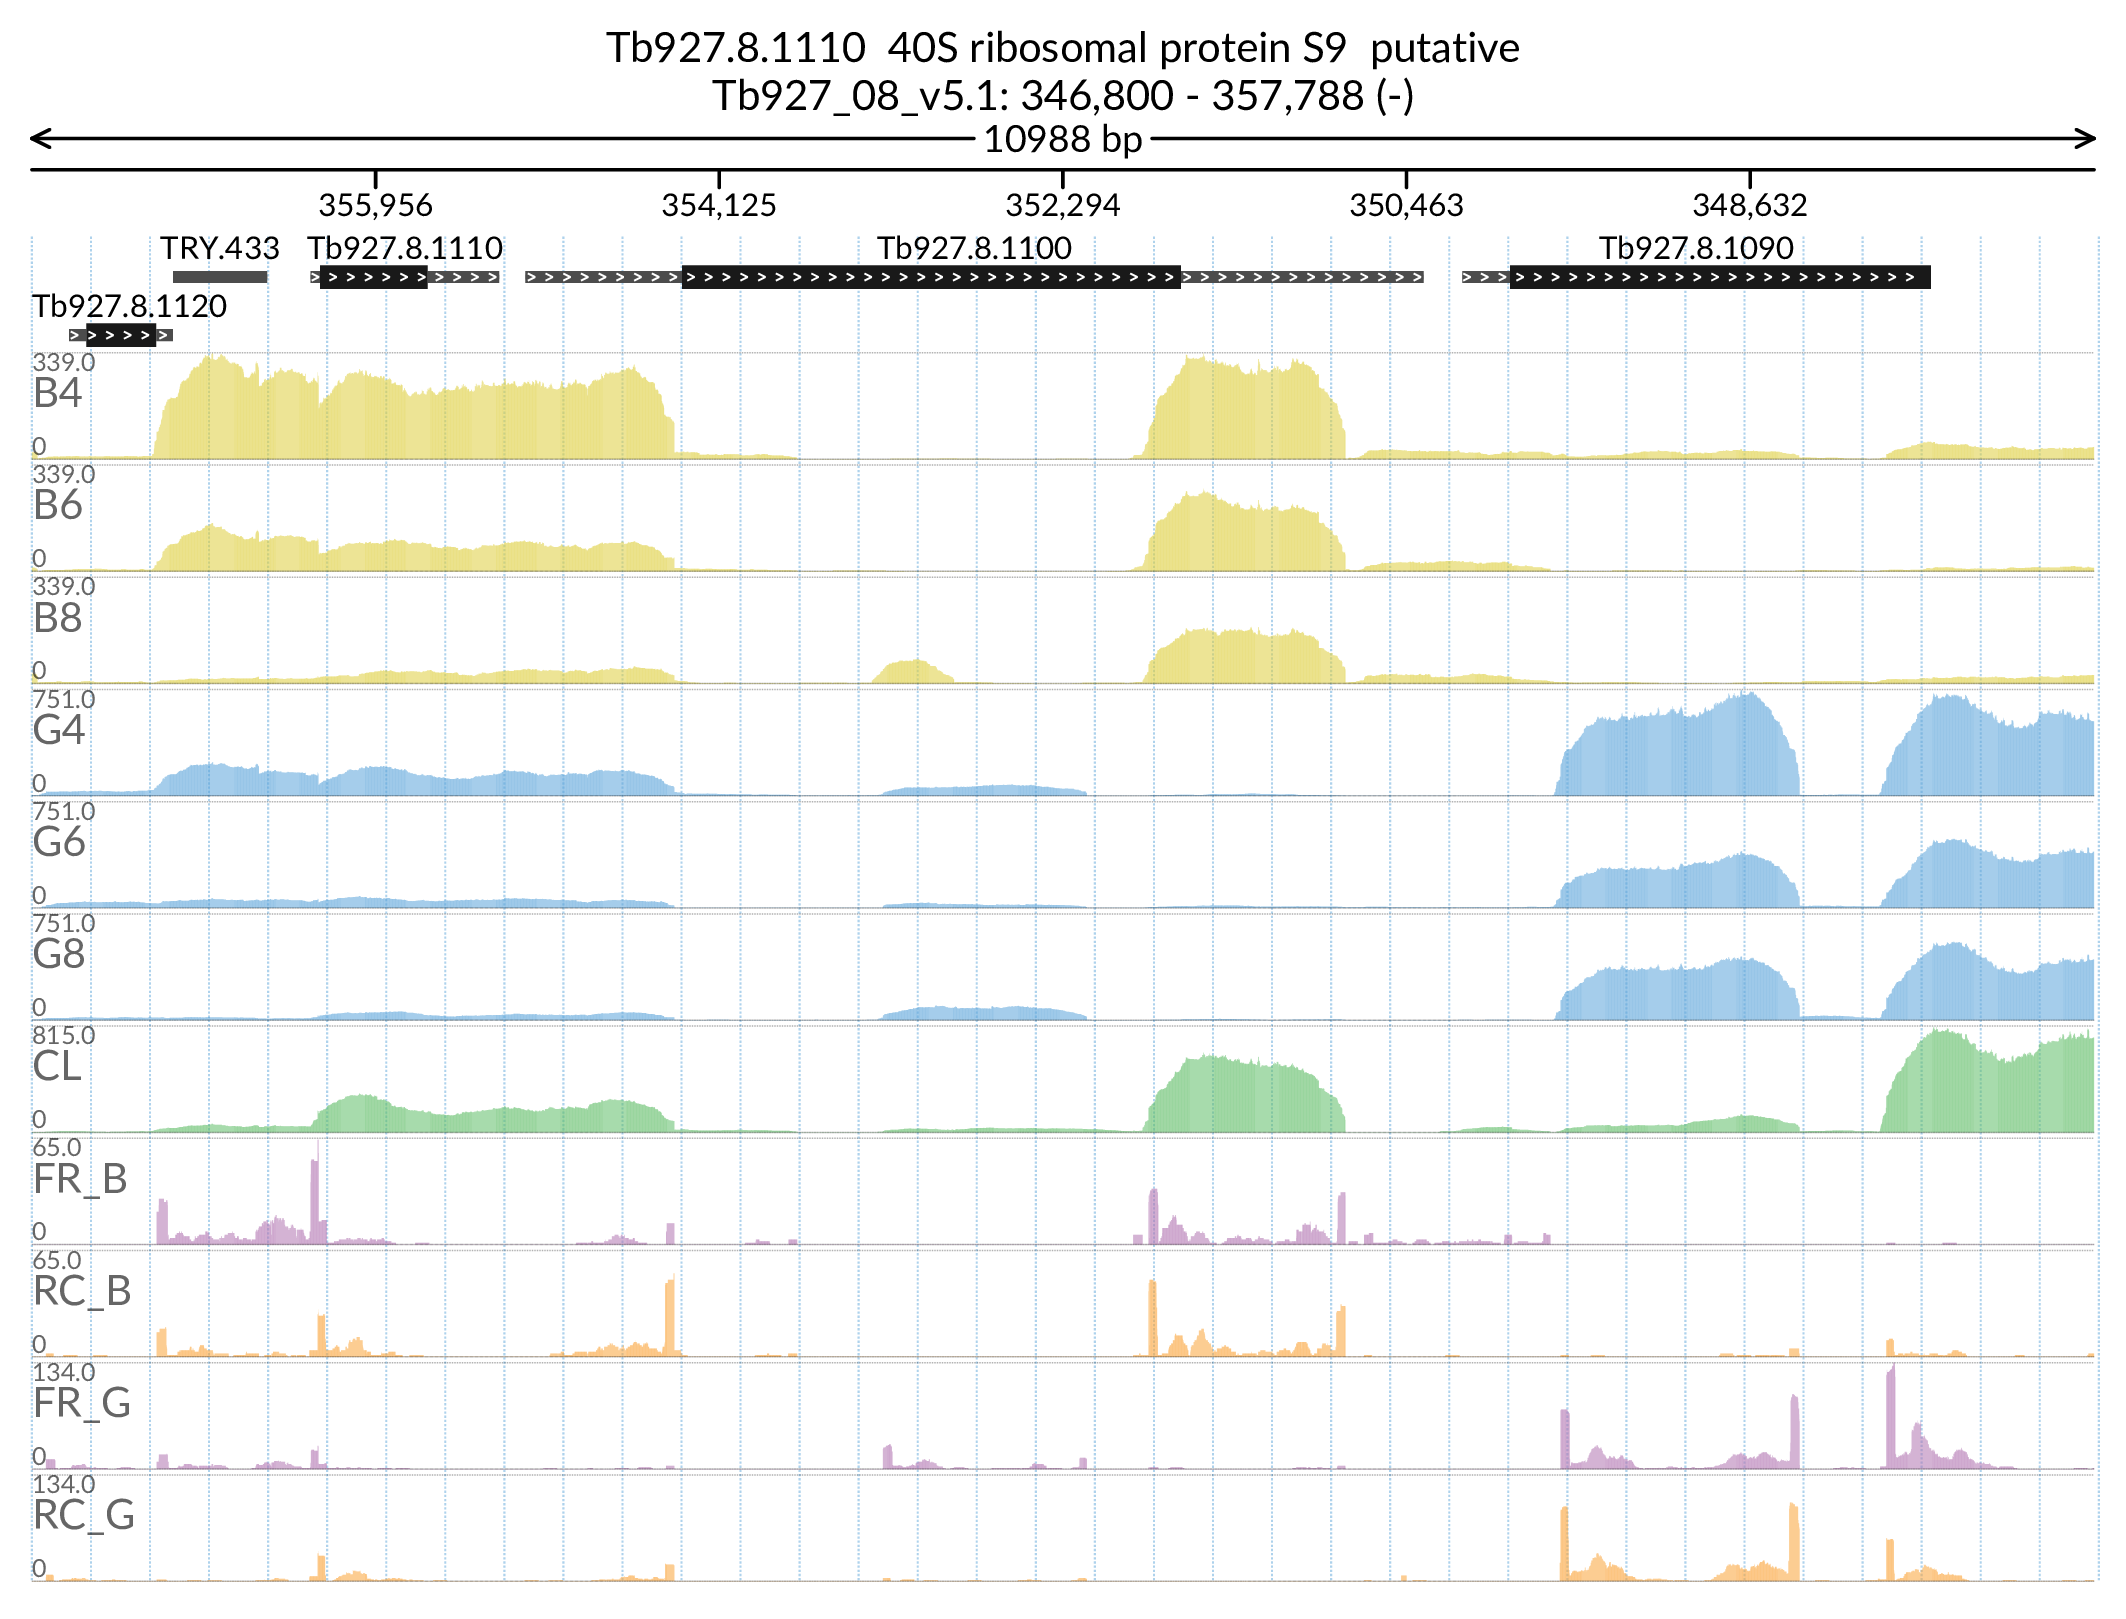 Tb927.8.1110  40S ribosomal protein S9  putative
Tb927_08_v5.1: 346,800 - 357,788 (-)
10988 bp
355,956 354,125 352,294 350,463 348,632
TRY.433 Tb927.8.1110 Tb927.8.1100 Tb927.8.1090
Tb927.8.1120
339.0
B4
0
339.0
B6
0
339.0
B8
0
751.0
G4
0
751.0
G6
0
751.0
G8
0
815.0
CL
0
65.0
FR_B
0
65.0
RC_B
0
134.0
FR_G
0
134.0
RC_G
0